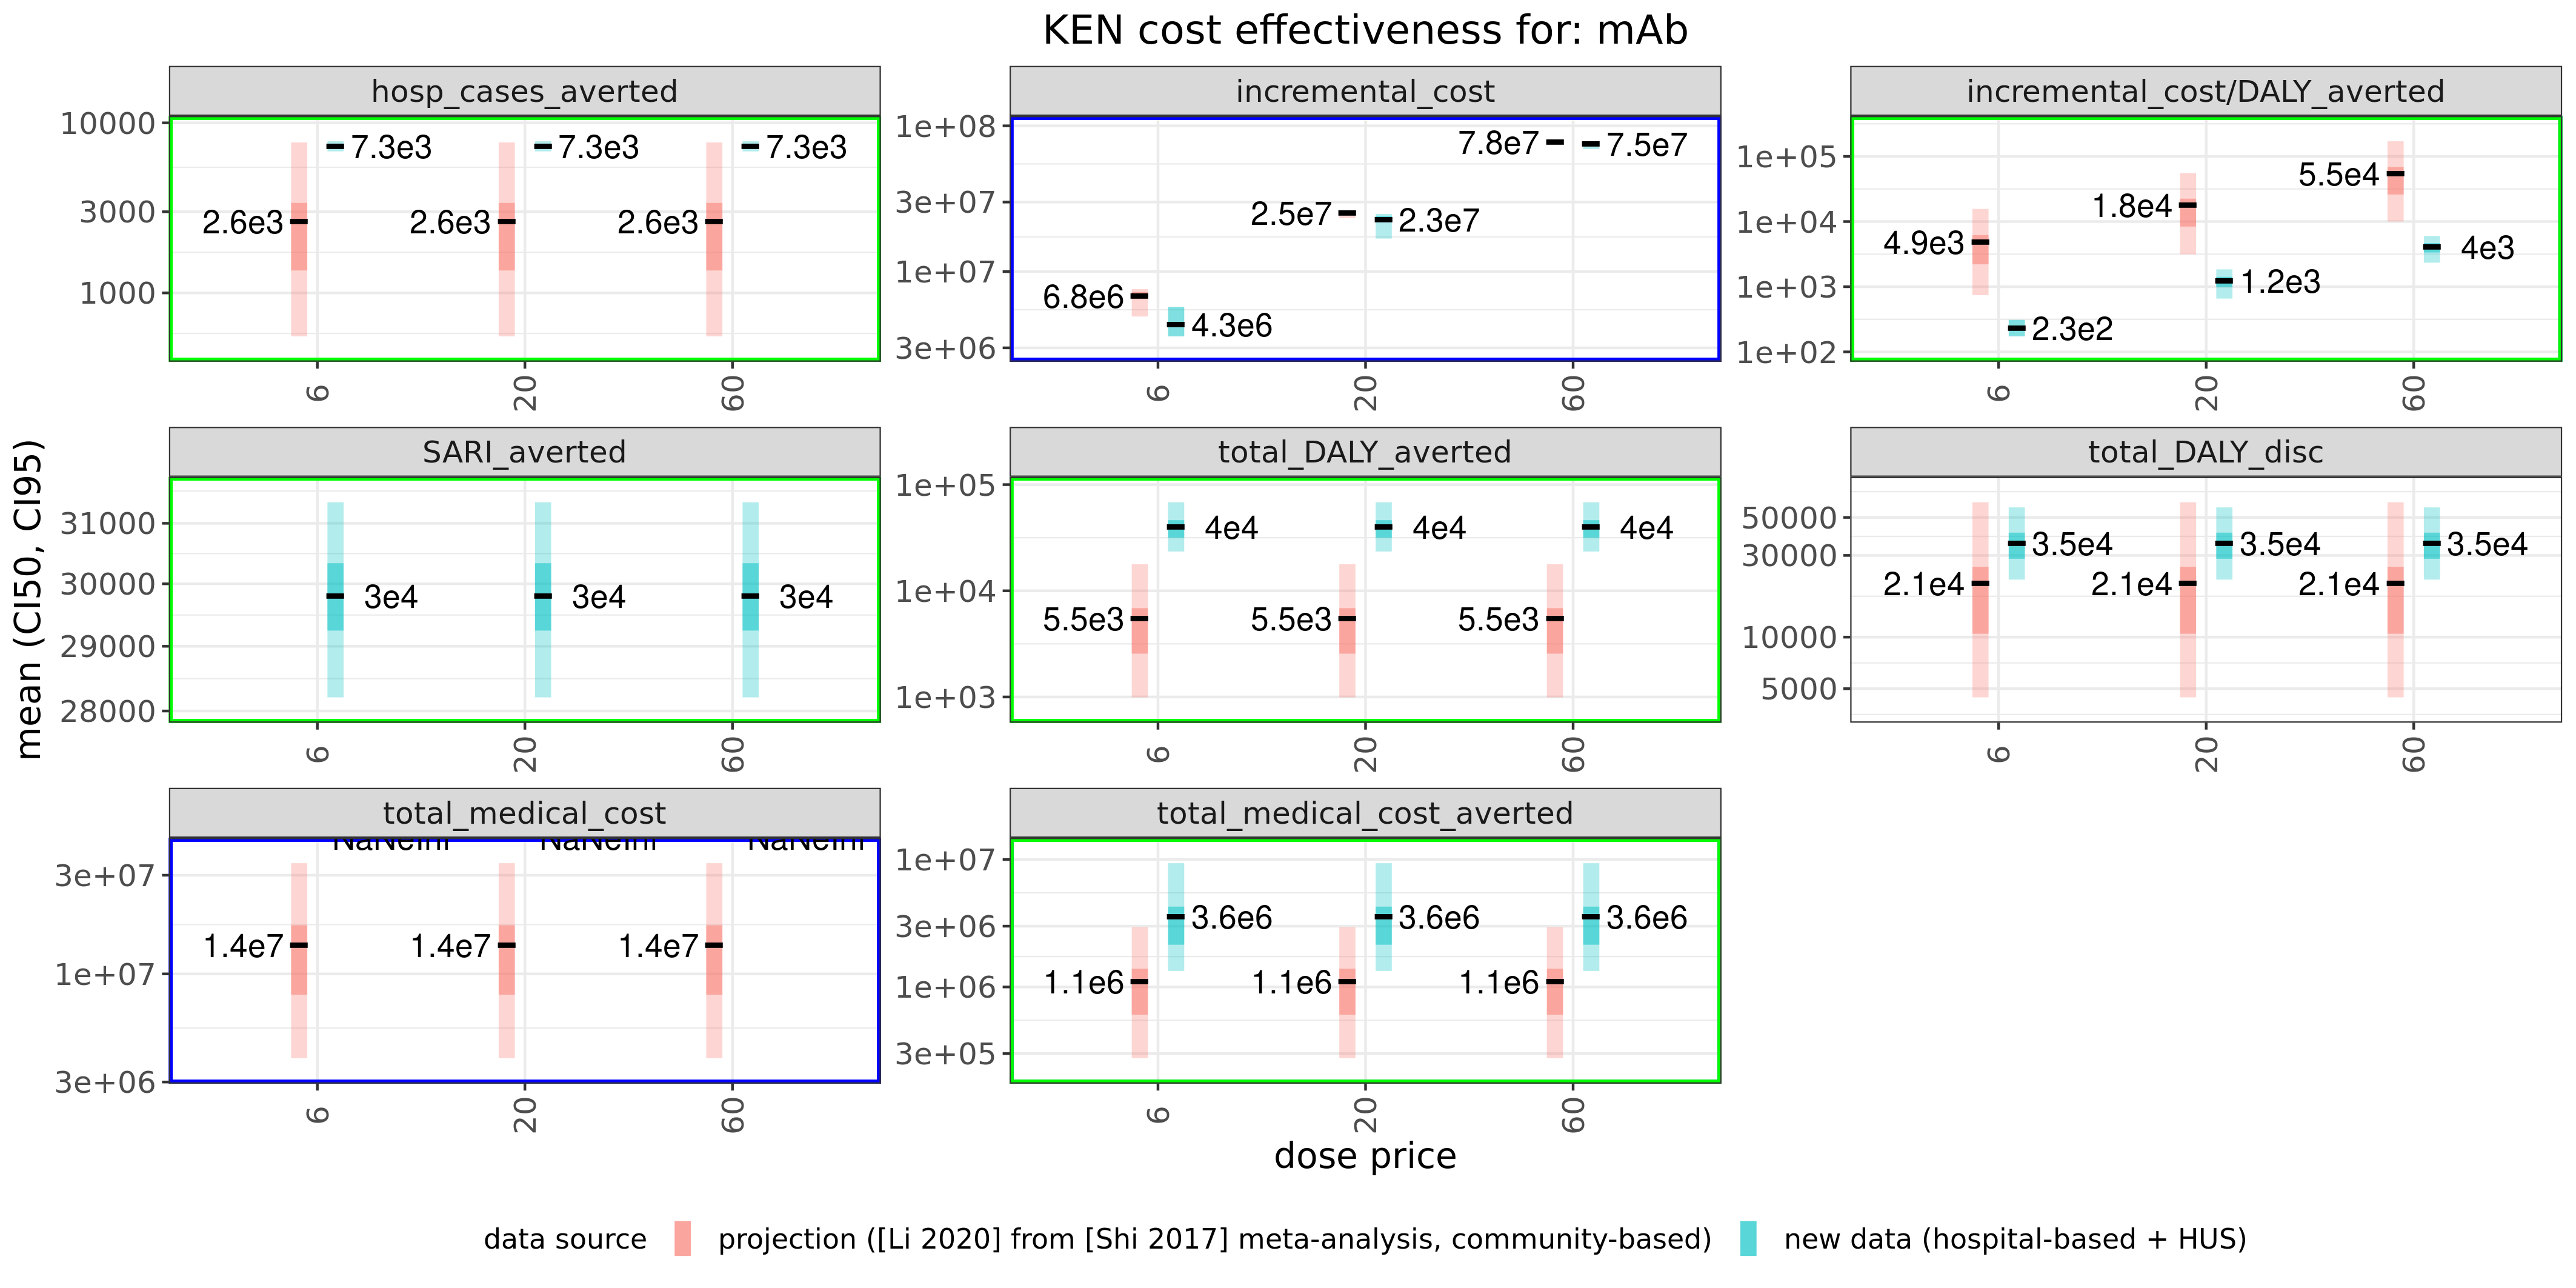 KEN cost effectiveness for: mAb
hosp_cases_averted
10000
3000
1000
7.3e3
7.3e3
7.3e3
2.6e3
2.6e3
2.6e3
6
20
60
incremental_cost
1e+08
3e+07
1e+07
3e+06
7.8e7
7.5e7
2.5e7
2.3e7
6.8e6
4.3e6
6
20
60
incremental_cost/DALY_averted
1e+05
1e+04
1e+03
1e+02
5.5e4
1.8e4
4.9e3
4e3
1.2e3
2.3e2
6
20
60
mean (CI50, CI95)
SARI_averted
31000
30000
29000
28000
3e4
3e4
3e4
6
20
60
total_DALY_averted
1e+05
1e+04
1e+03
4e4
4e4
4e4
5.5e3
5.5e3
5.5e3
6
20
60
total_DALY_disc
50000
30000
10000
5000
3.5e4
3.5e4
3.5e4
2.1e4
2.1e4
2.1e4
6
20
60
total_medical_cost
3e+07
1e+07
3e+06
NaNeInf
NaNeInf
NaNeInf
1.4e7
1.4e7
1.4e7
6
20
60
total_medical_cost_averted
1e+07
3e+06
1e+06
3e+05
3.6e6
3.6e6
3.6e6
1.1e6
1.1e6
1.1e6
6
20
60
dose price
data source
projection ([Li 2020] from [Shi 2017] meta-analysis, community-based)
new data (hospital-based + HUS)